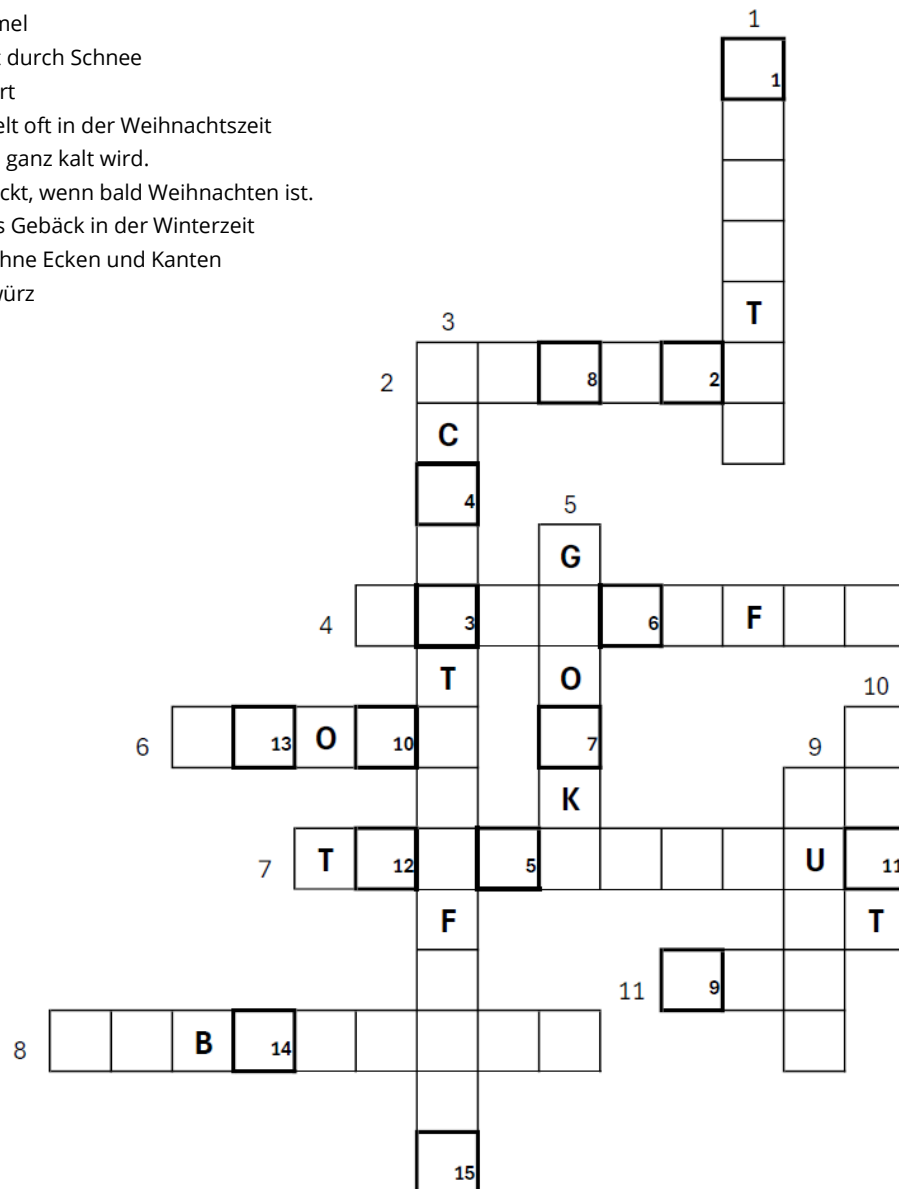 mel
durch Schnee
rt
elt oft in der Weihnachtszeit
ganz kalt wird.
ckt, wenn bald Weihnachten ist.
s Gebäck in der Winterzeit
hne Ecken und Kanten
würz
1
1
T
3
2 8 2
C
4
5
G
4 3 6 F
T O
10
6 13 O 10 7
9
K
7 T 12 5 U 11
F T
11 9
8 B 14
15